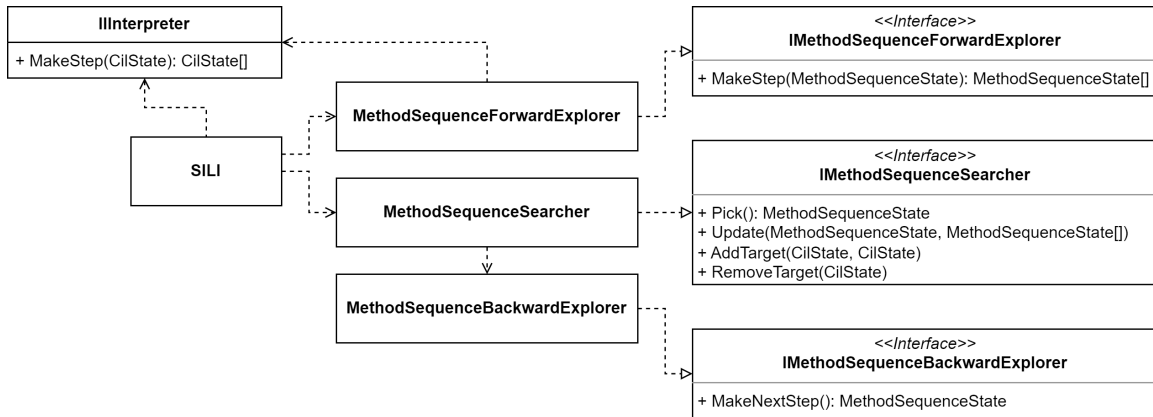 IlInterpreter
+ MakeStep(CilState): CilState[]
SILI
MethodSequenceForwardExplorer
MethodSequenceSearcher
MethodSequenceBackwardExplorer
<<Interface>>
IMethodSequenceForwardExplorer
+ MakeStep(MethodSequenceState): MethodSequenceState[]
<<Interface>>
IMethodSequenceSearcher
+ Pick(): MethodSequenceState
+ Update(MethodSequenceState, MethodSequenceState[])
+ AddTarget(CilState, CilState)
+ RemoveTarget(CilState)
<<Interface>>
IMethodSequenceBackwardExplorer
+ MakeNextStep(): MethodSequenceState